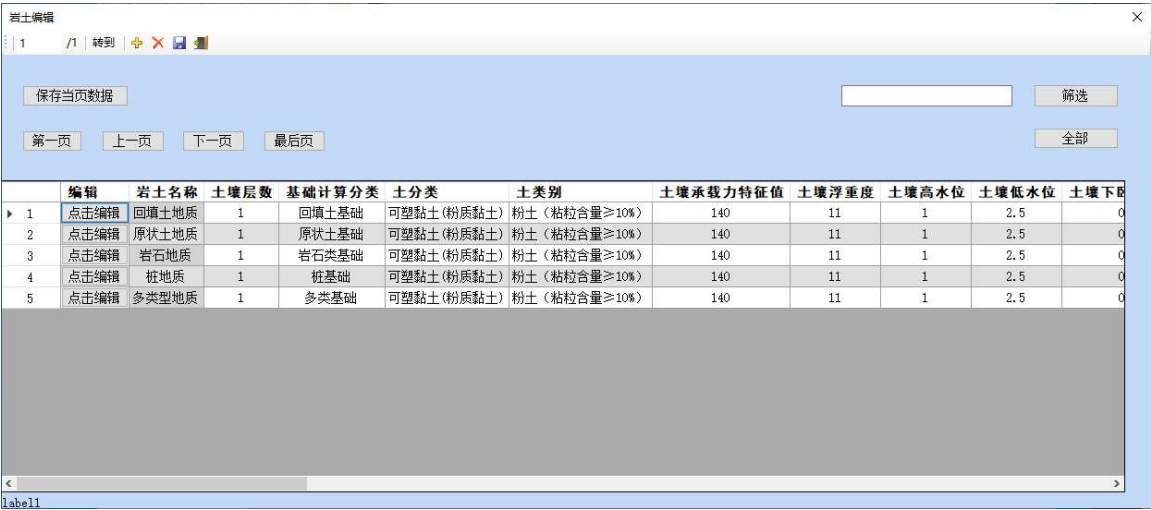 岩土编辑
1 /1 转到
保存当页数据 筛选
第一页 上一页 下一页 最后页 全部
编辑 岩土名称 土壤层数 基础计算分类 土分类 土类别 土壤承载力特征值 土壤浮重度 土壤高水位 土壤低水位 土壤下卧
1 点击编辑 回填土地质 1 回填土基础 可塑黏土(粉质黏土) 粉土（粘粒含量≥10%） 140 11 1 2.5 0
2 点击编辑 原状土地质 1 原状土基础 可塑黏土(粉质黏土) 粉土（粘粒含量≥10%） 140 11 1 2.5 0
3 点击编辑 岩石地质 1 岩石类基础 可塑黏土(粉质黏土) 粉土（粘粒含量≥10%） 140 11 1 2.5 0
4 点击编辑 桩地质 1 桩基础 可塑黏土(粉质黏土) 粉土（粘粒含量≥10%） 140 11 1 2.5 0
5 点击编辑 多类型地质 1 多类基础 可塑黏土(粉质黏土) 粉土（粘粒含量≥10%） 140 11 1 2.5 0
label1